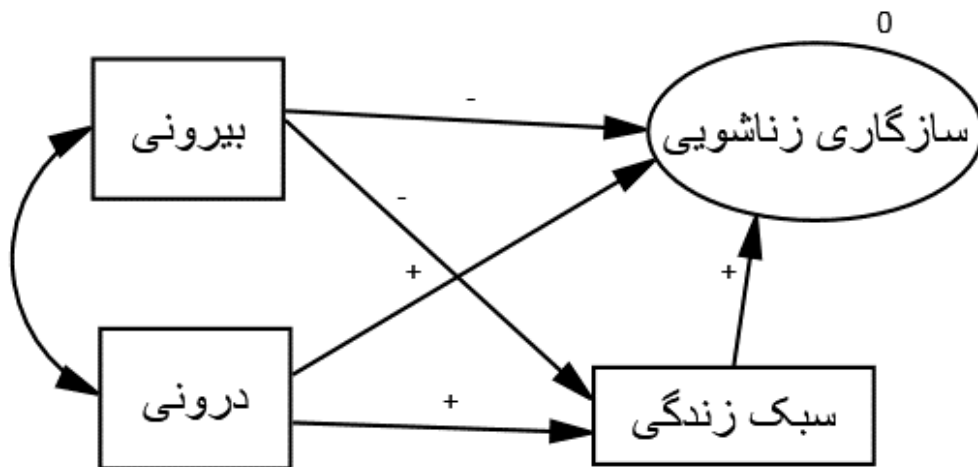 0
بیرونی
-
سازگاری زناشویی
-
+
+
درونی
+
سبک زندگی